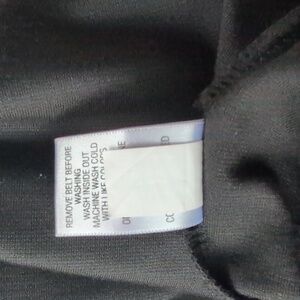 REMOVE BELT BEFORE
WASHING
WASH INSIDE OUT
MACHINE WASH COLD
WITH LIKE COLORS